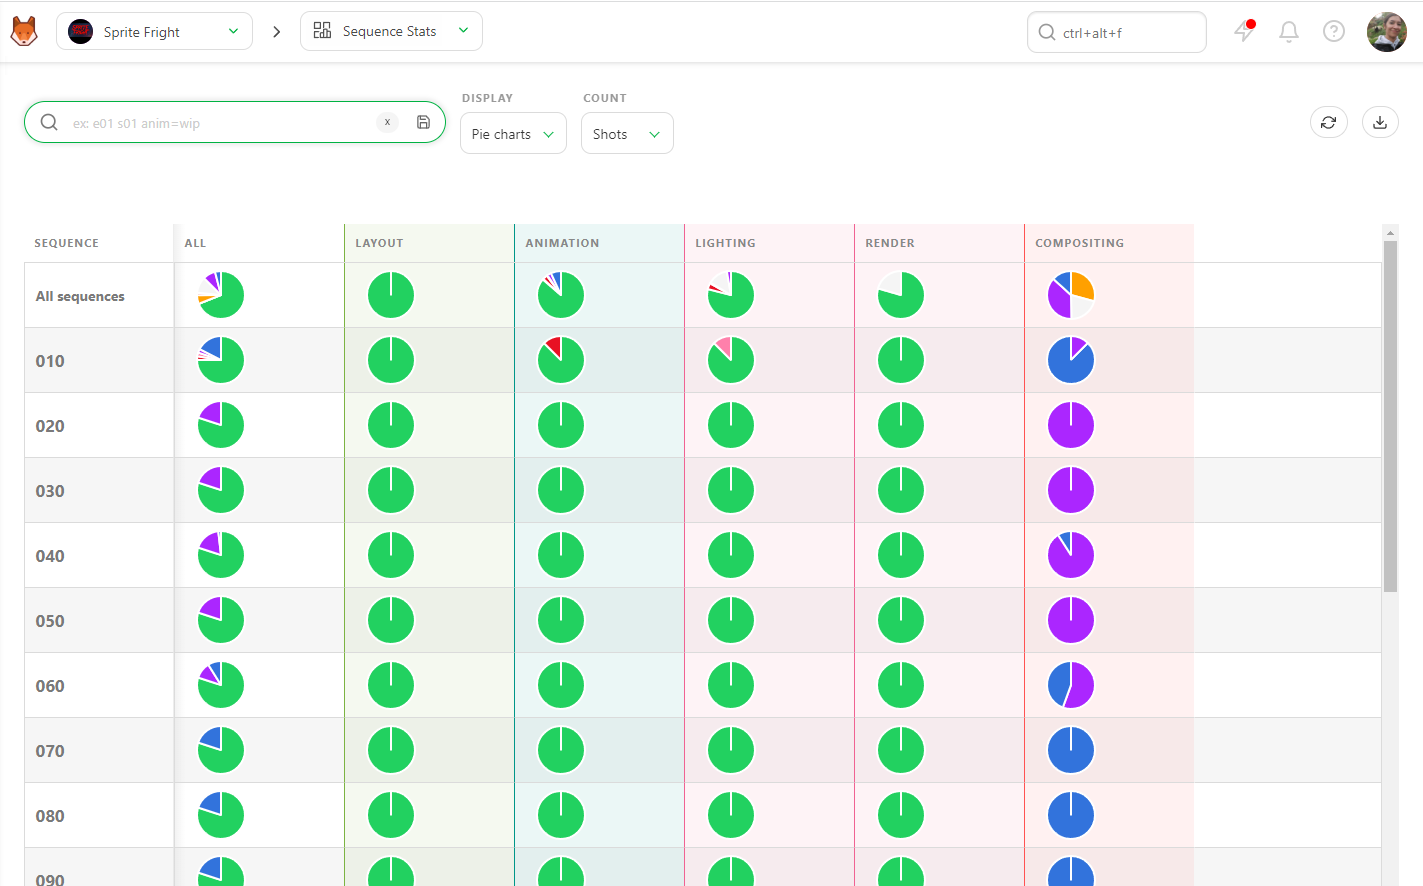 Sprite Fright
Sequence Stats
ctrl+alt+f
DISPLAY
COUNT
ex: e01 s01 anim=wip
x
Pie charts
Shots
SEQUENCE ALL LAYOUT ANIMATION LIGHTING RENDER COMPOSITING
All sequences
010
020
030
040
050
060
070
080
090